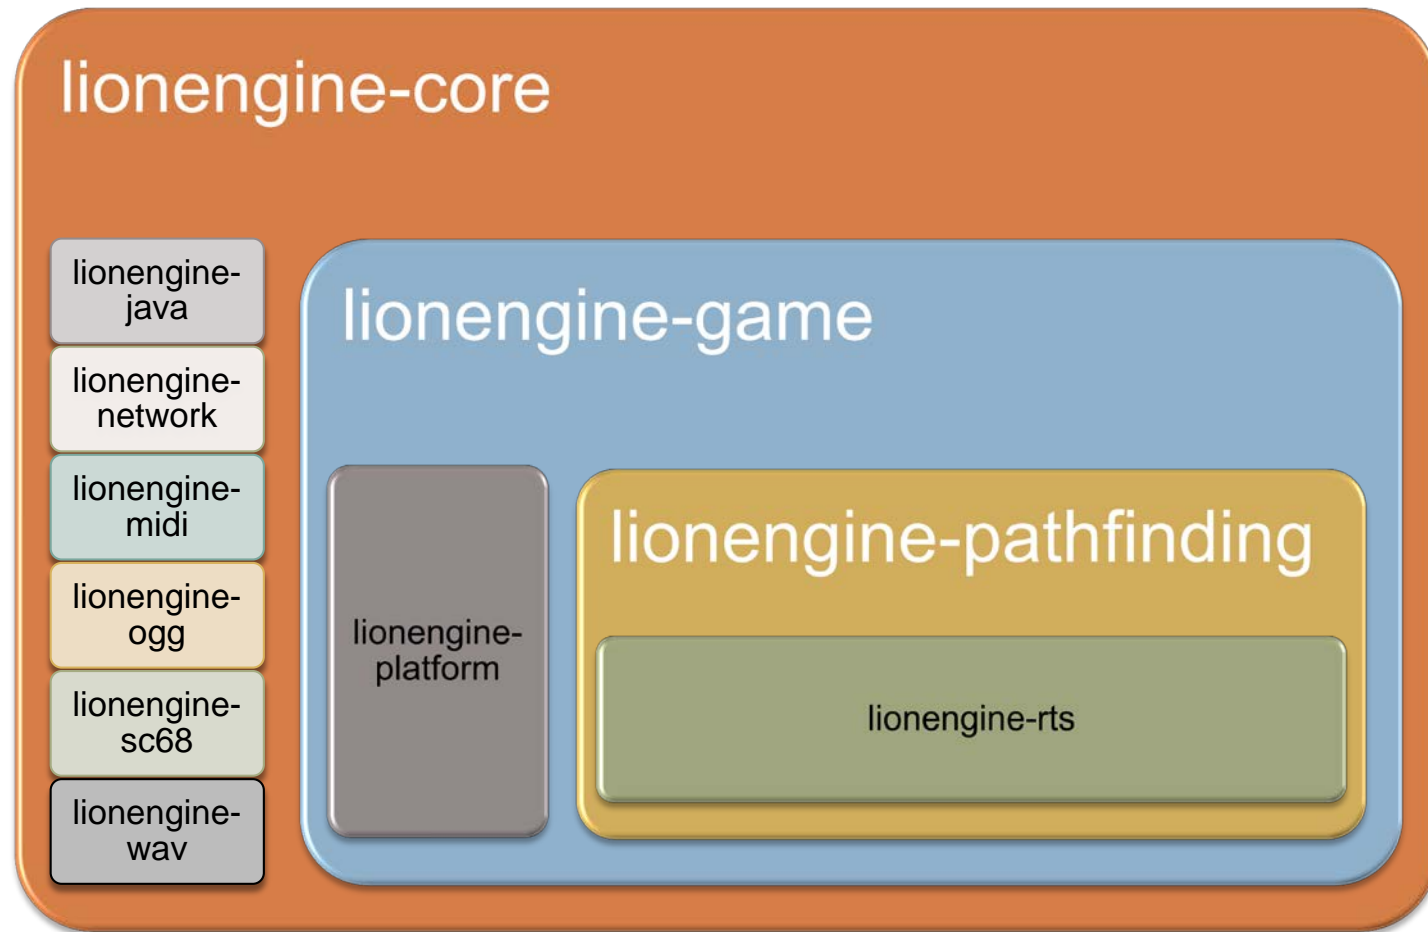 lionengine-core
lionengine-
java
lionengine-
network
lionengine-
midi
lionengine-
ogg
lionengine-
sc68
lionengine-
wav
lionengine-game
lionengine-
platform
lionengine-pathfinding
lionengine-rts